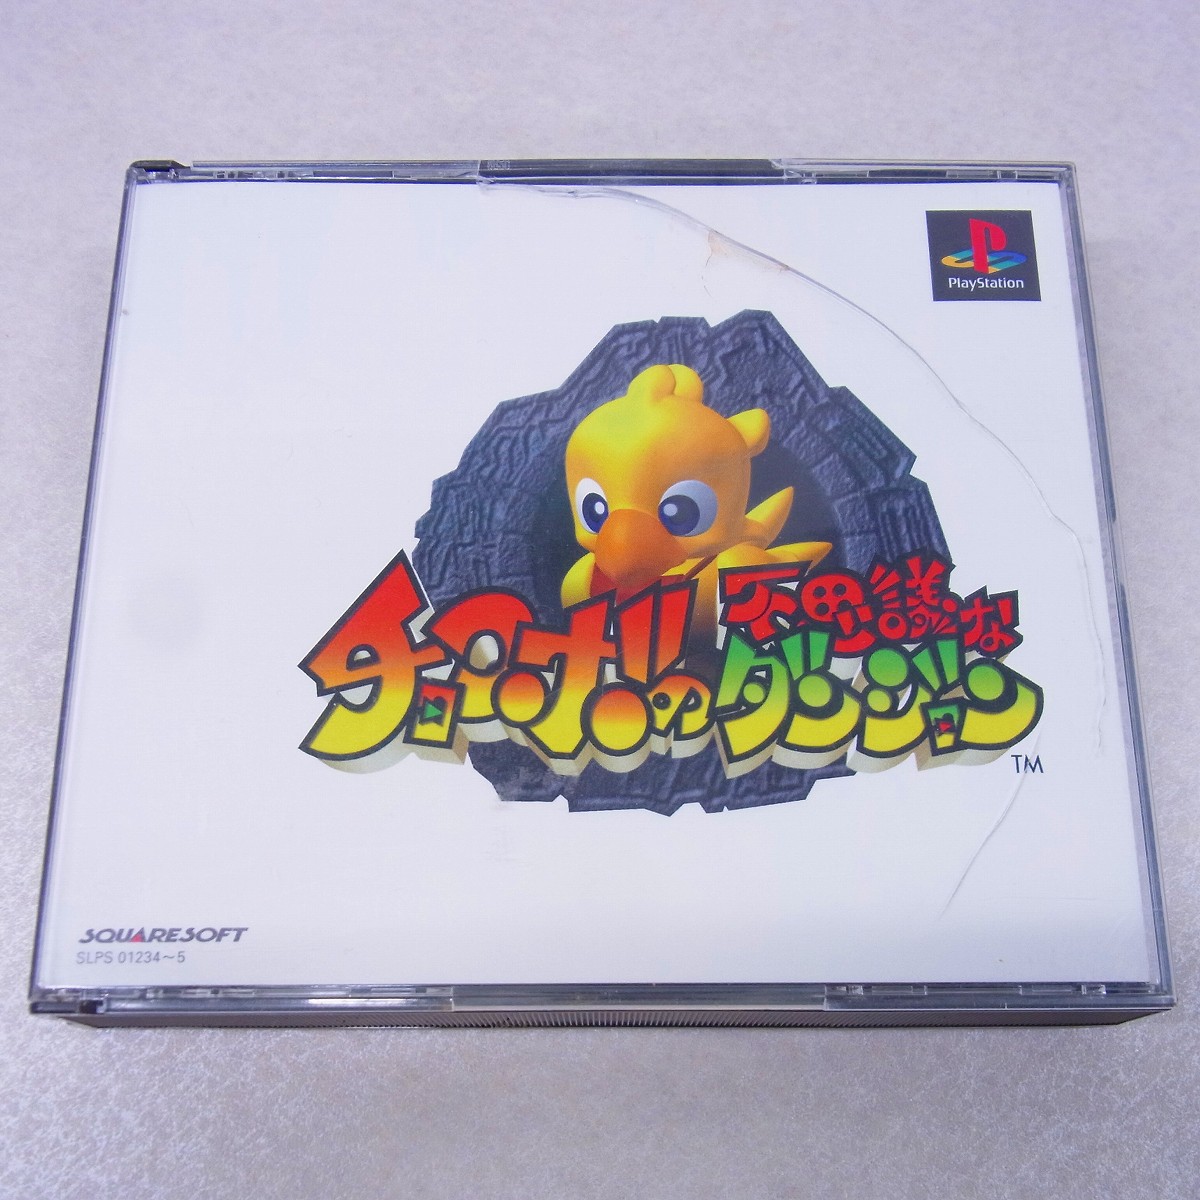 PlayStation
不思議な
チョコボの
ダンジョン
TM
SQUARESOFT
SLPS 01234~5